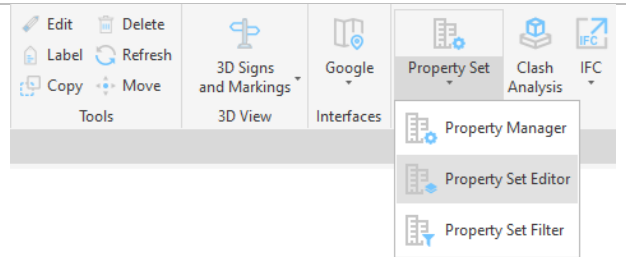 Edit
Delete
Label
Refresh
Copy
Move
Tools
3D Signs
and Markings
3D View
Google
Interfaces
Property Set
Clash
Analysis
IFC
IFC
Property Manager
Property Set Editor
Property Set Filter